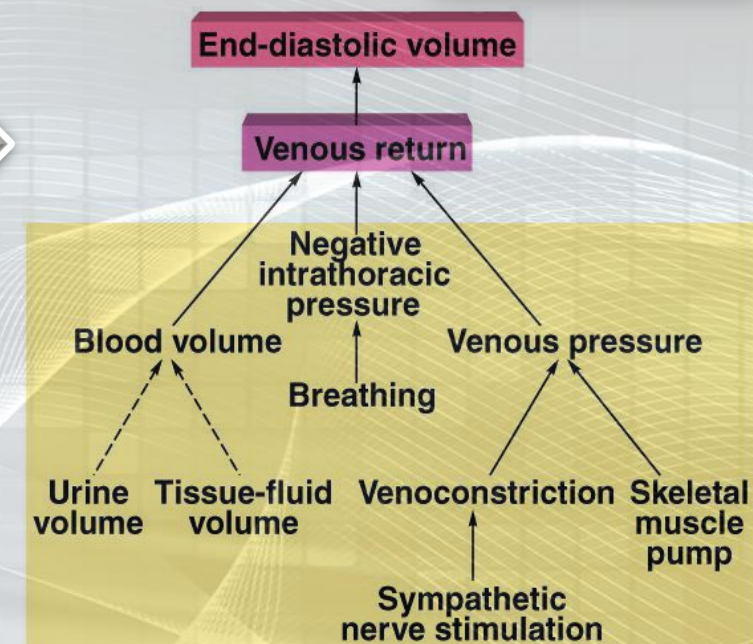 End-diastolic volume
Venous return
Negative
intrathoracic
pressure
Blood volume
Venous pressure
Breathing
Urine
volume
Tissue-fluid
volume
Venoconstriction
Skeletal
muscle
pump
Sympathetic
nerve stimulation